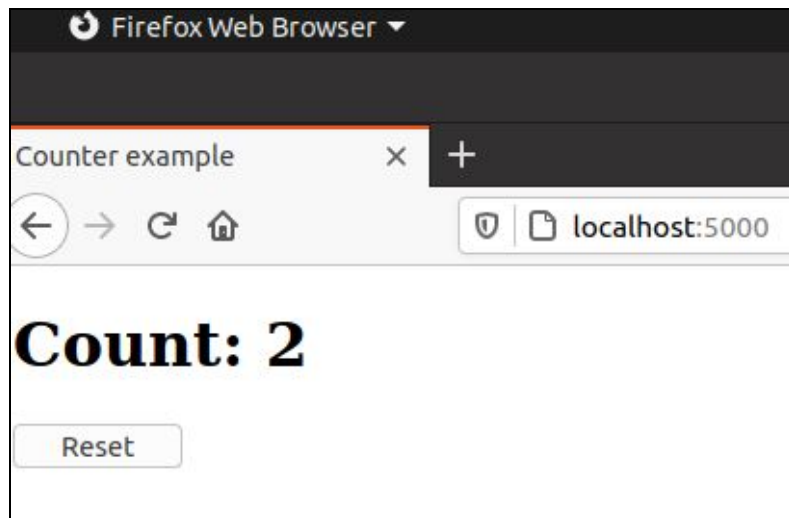 Firefox Web Browser
Counter example
localhost:5000
Count: 2
Reset